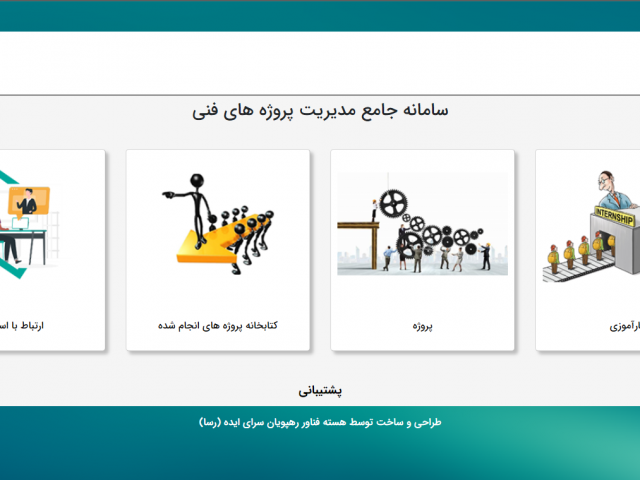 سامانه جامع مدیریت پروژه های فنی
INTERNSHIP
ارآموزی
پروژه
کتابخانه پروژه های انجام شده
ارتباط با اس
پشتیبانی
طراحی و ساخت توسط هسته فناور رهپویان سرای ایده (رسا)